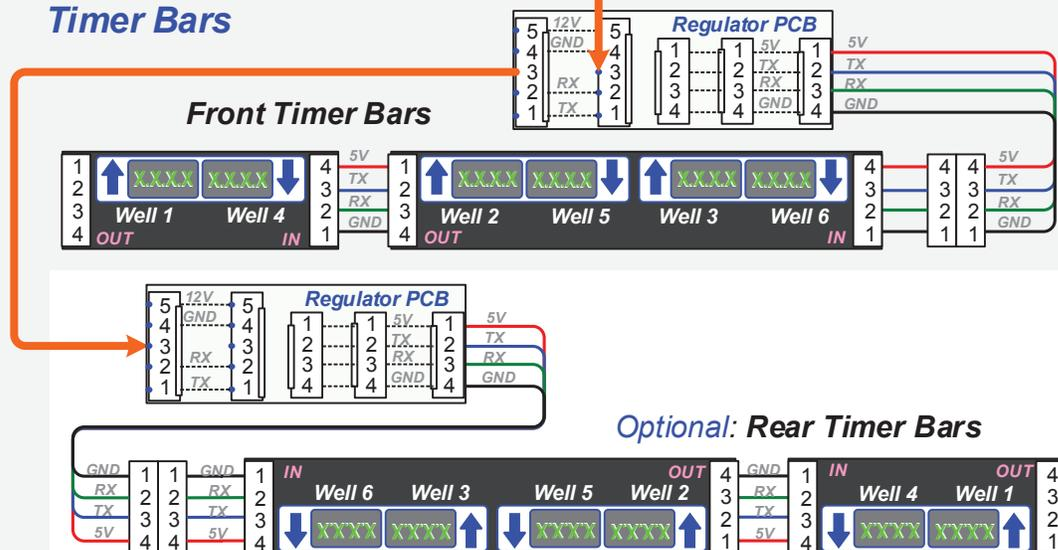 Timer Bars
Regulator PCB
5 12V 5
4 GND 4
3 3
2 RX 2
1 TX 1
1 1 5V 1 5V
2 2 TX 2 TX
3 3 RX 3 RX
4 4 GND 4 GND
Front Timer Bars
1 X.X.X.X X.X.X.X 4 5V 1 X.X.X.X X.X.X.X X.X.X.X X.X.X.X 4 4 4 5V
2 3 TX 2 3 3 3 TX
3 Well 1 Well 4 2 RX 3 Well 2 Well 5 Well 3 Well 6 2 2 2 RX
4 OUT IN 1 GND 4 OUT IN 1 1 1 GND
Regulator PCB
5 12V 5
4 GND 4
3 3
2 RX 2
1 TX 1
1 1 5V 1 5V
2 2 TX 2 TX
3 3 RX 3 RX
4 4 GND 4 GND
Optional: Rear Timer Bars
GND 1 1 GND 1 IN OUT 4 GND 1 IN OUT 4
RX 2 2 RX 2 Well 6 Well 3 Well 5 Well 2 3 RX 2 Well 4 Well 1 3
TX 3 3 TX 3 X.X.X.X X.X.X.X X.X.X.X X.X.X.X 2 TX 3 X.X.X.X X.X.X.X 2
5V 4 4 5V 4 1 5V 4 1